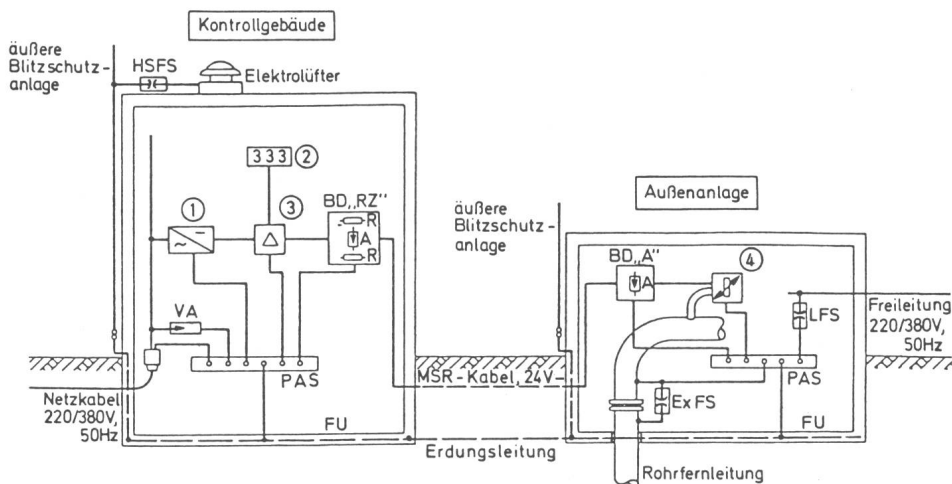 Kontrollgebäude
äußere
Blitzschutz-
anlage
HSFS
Elektrolüfter
333
2
1
3
BD„RZ"
R
A
R
VA
PAS
Netzkabel
220/380V,
50Hz
FU
MSR-Kabel, 24V-
Erdungsleitung
Außenanlage
äußere
Blitzschutz-
anlage
BD„A"
A
4
LFS
Freileitung
220/380V,
50Hz
PAS
Ex FS
FU
Rohrfernleitung